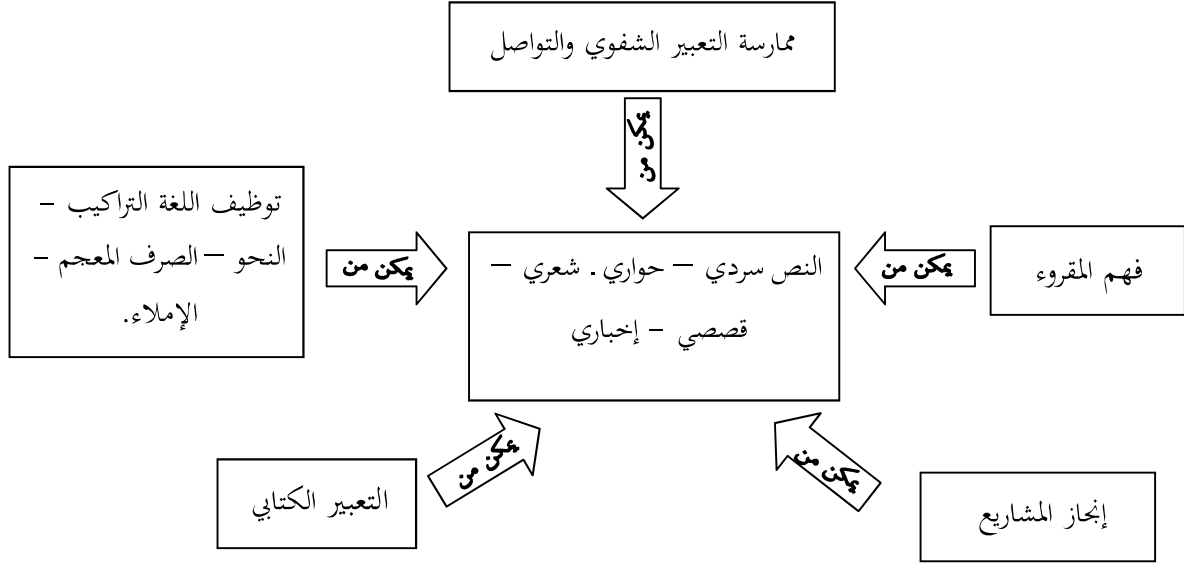 ممارسة التعبير الشفوي والتواصل
يمكن من
فهم المقروء
يمكن من
النص سردي – حواري . شعري –
قصصي – إخباري
يمكن من
توظيف اللغة التراكيب –
النحو – الصرف المعجم –
الإملاء.
يمكن من
إنجاز المشاريع
يمكن من
التعبير الكتابي